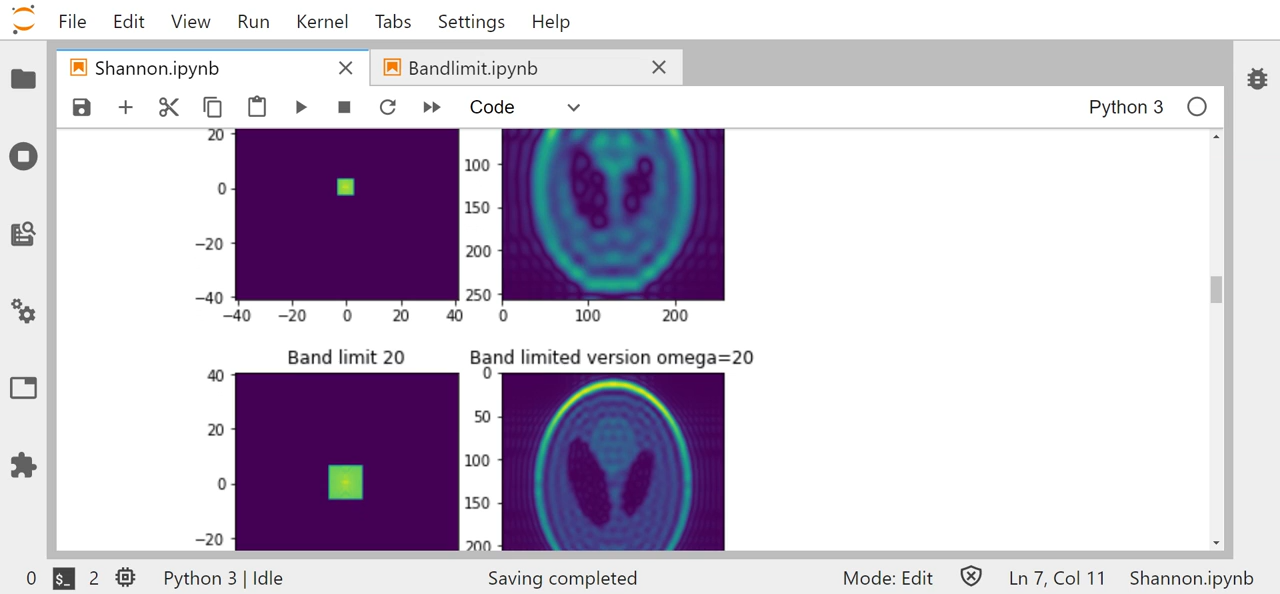 File Edit View Run Kernel Tabs Settings Help
Shannon.ipynb Bandlimit.ipynb
Code Python 3
20
0
−20
−40
−40 −20 0 20 40
100
150
200
250
0 100 200
Band limit 20 Band limited version omega=20
40
20
0
−20
0
50
100
150
200
0 $_ 2 Python 3 | Idle Saving completed Mode: Edit Ln 7, Col 11 Shannon.ipynb